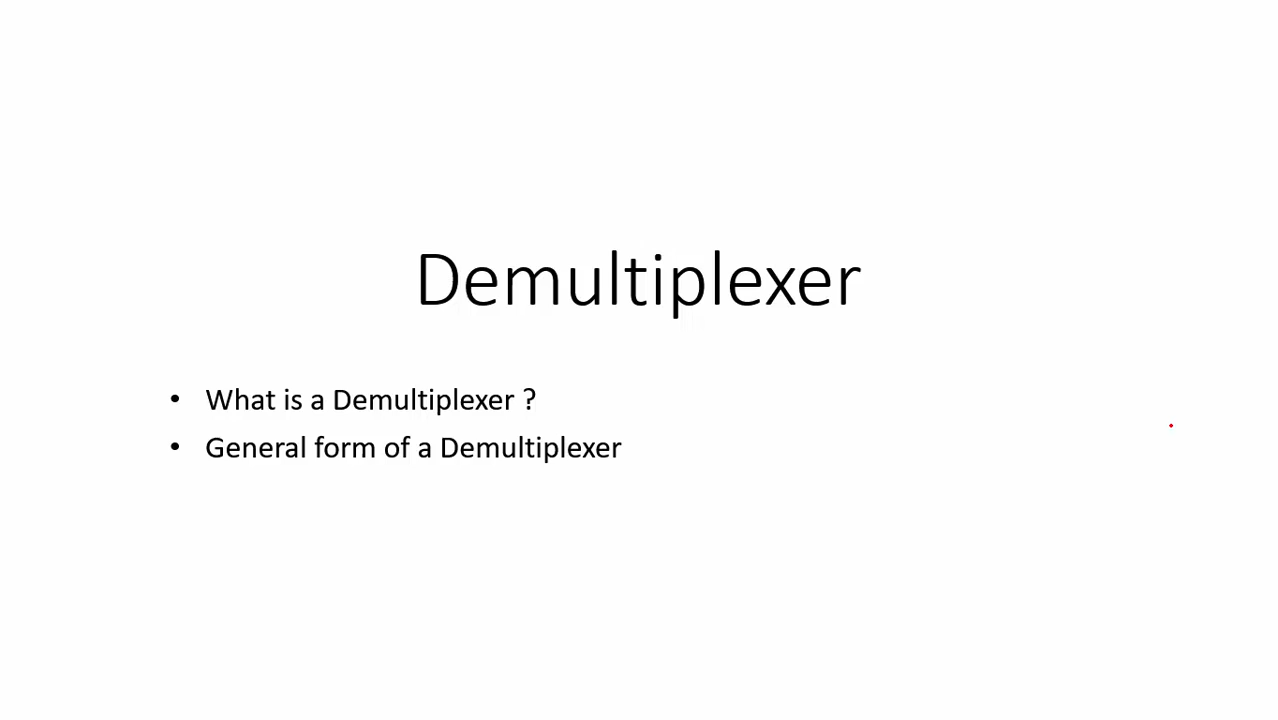 Demultiplexer
• What is a Demultiplexer ?
• General form of a Demultiplexer